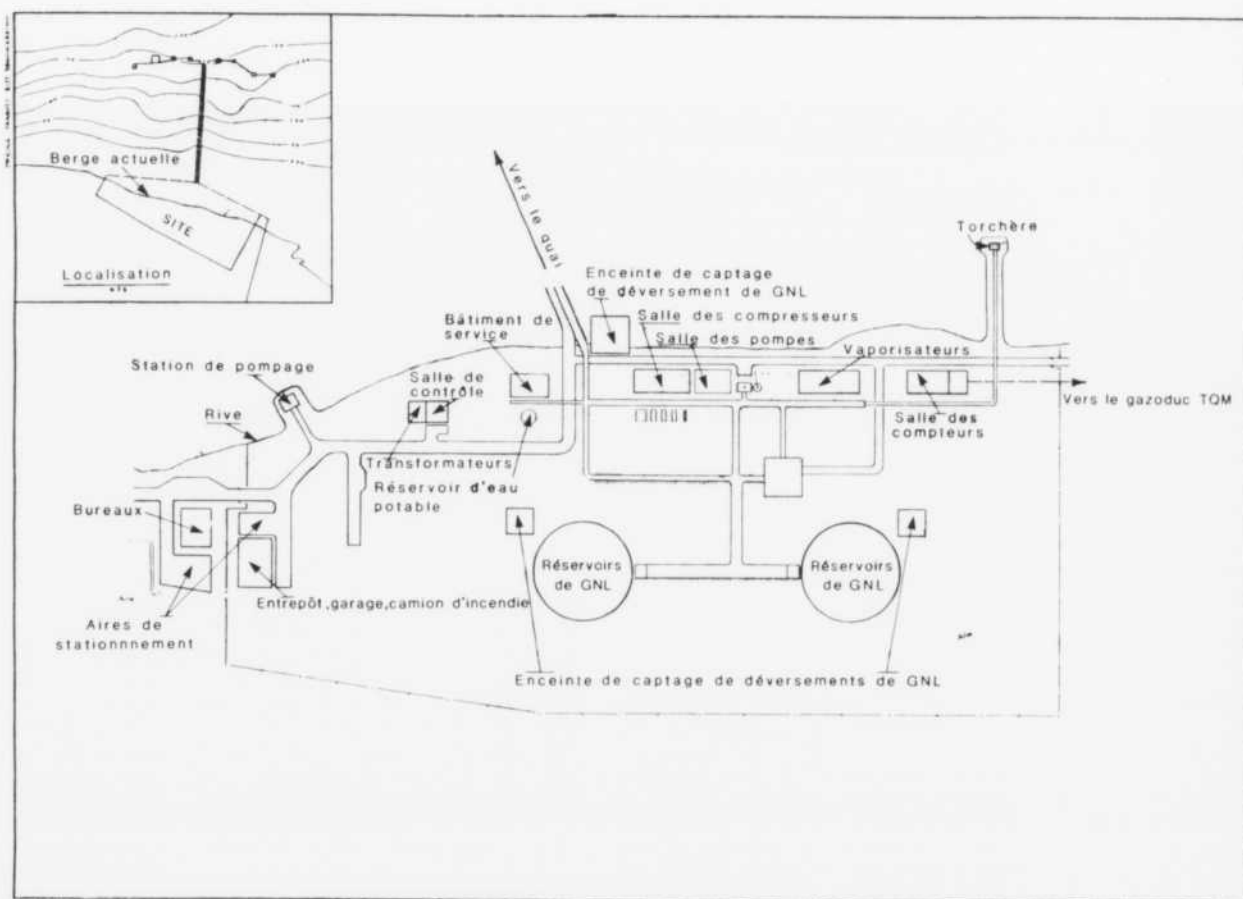 Berge actuelle
SITE
Localisation
Vers le quai
Torchère
Enceinte de captage
de déversement de GNL
Salle des compresseurs
Bâtiment de
service
Salle des pompes
Vaporisateurs
Station de pompage
Salle de
contrôle
Vers le gazoduc TQM
Rive
Salle des
compteurs
Transformateurs
Réservoir d'eau
potable
Bureaux
Réservoirs
de GNL
Réservoirs
de GNL
Entrepôt,garage,camion d'incendie
Aires de
stationnnement
Enceinte de captage de déversements de GNL